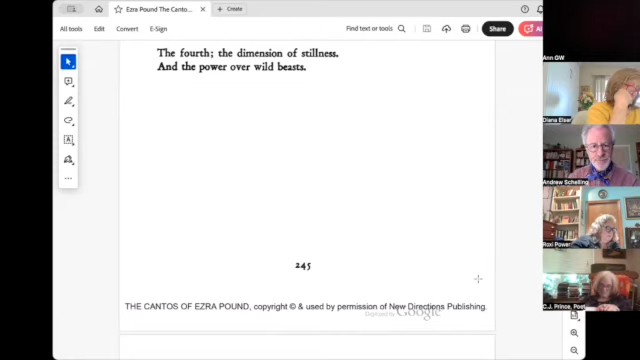 Ezra Pound The Cantos T...
+ Create
All tools
Edit
Convert
E-Sign
Find text or tools
Share
AI
The fourth; the dimension of stillness.
And the power over wild beasts.
245
THE CANTOS OF EZRA POUND, copyright © & used by permission of New Directions Publishing.
Digitized by Google
Ann GW
Diana Elser
Andrew Schelling
Roxi Power
C.J. Prince, Poet